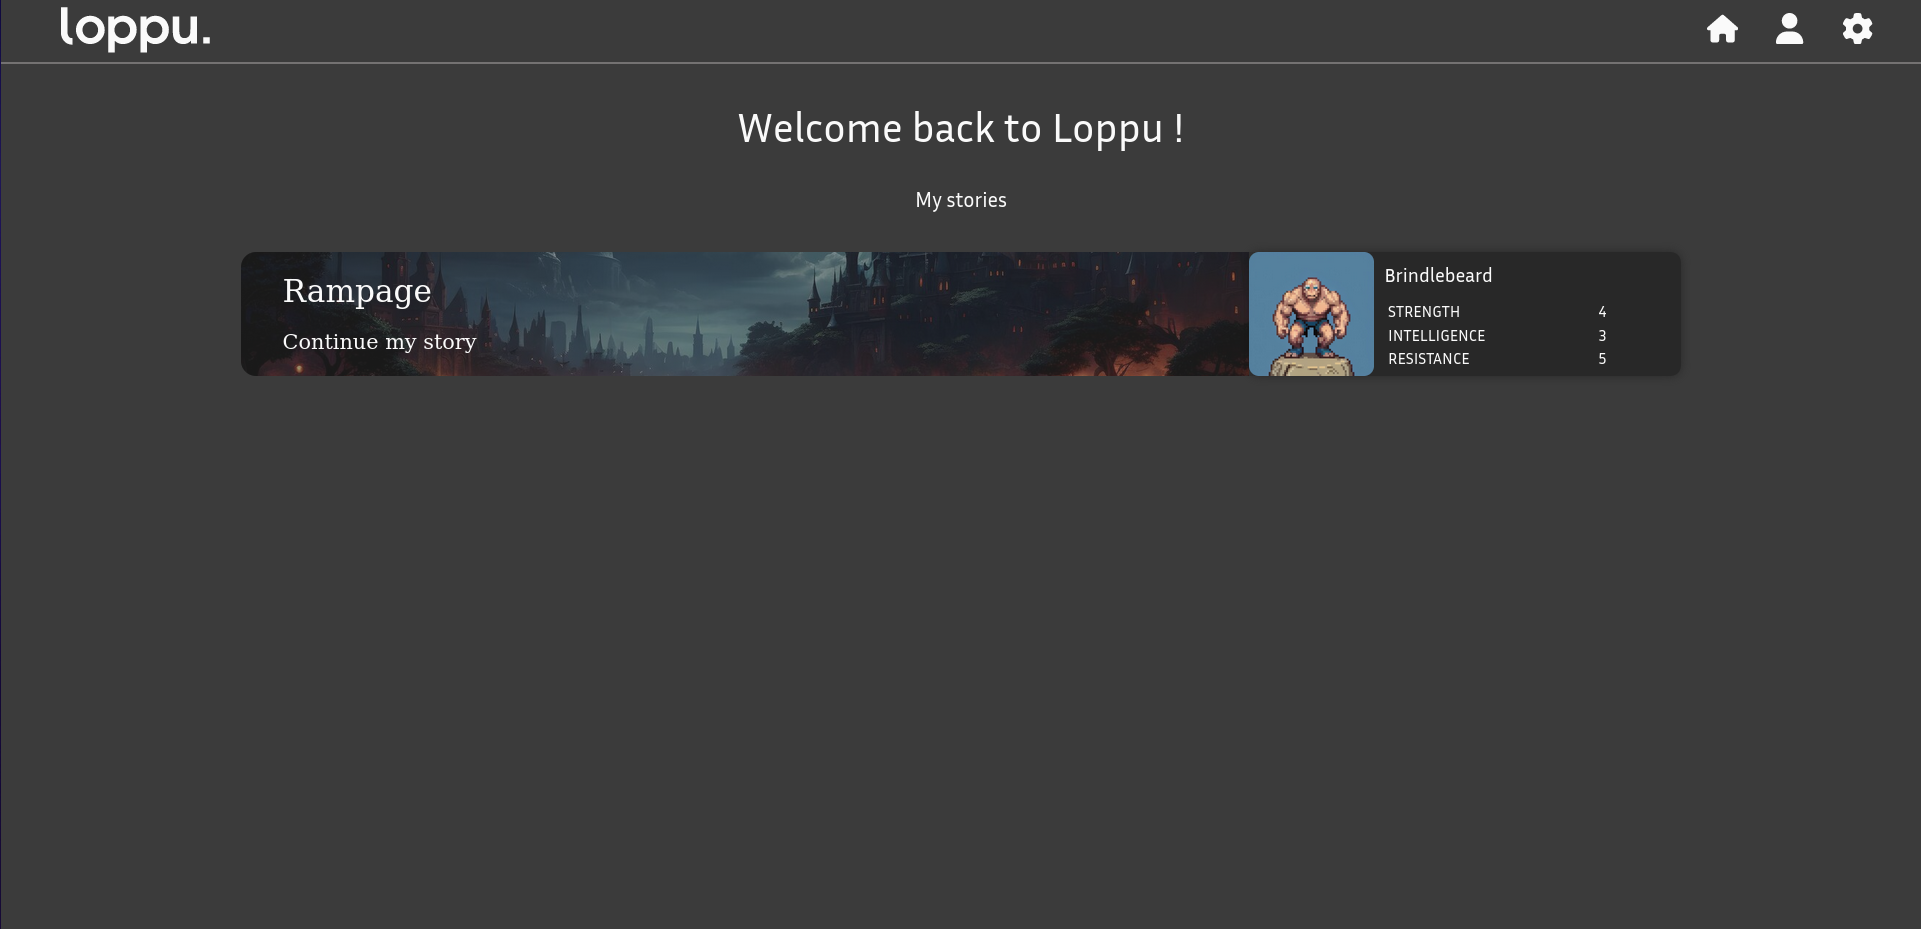 loppu.
Welcome back to Loppu !
My stories
Rampage
Continue my story
Brindlebeard
STRENGTH 4
INTELLIGENCE 3
RESISTANCE 5